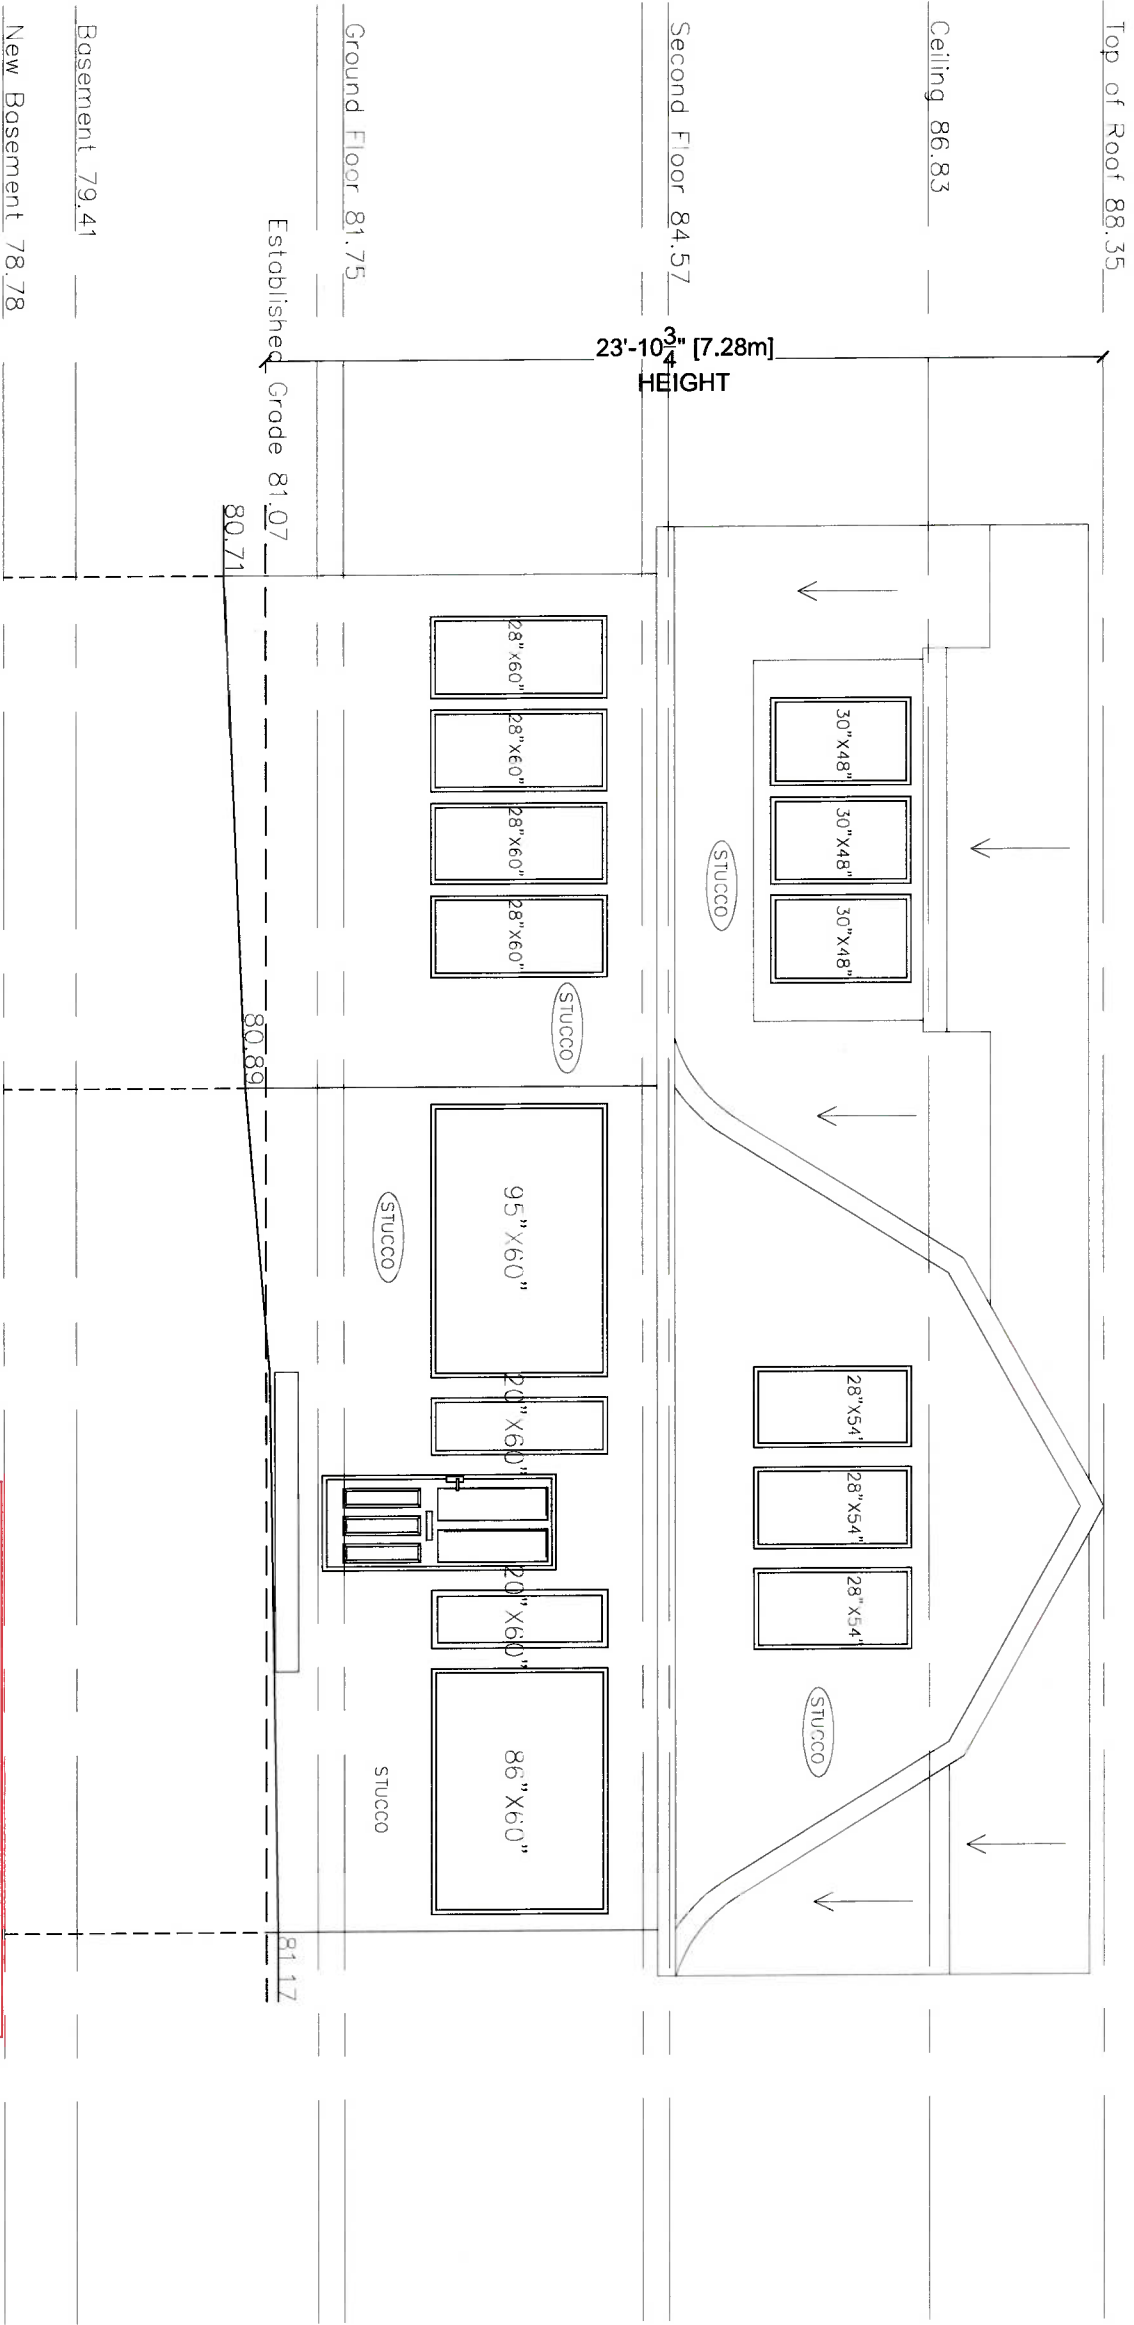 Top of Roof 88.35
Ceiling 86.83
Second Floor 84.57
Ground Floor 81.75
Established Grade 81.07
Basement 79.41
New Basement 78.78
23'-10 3/4" [7.28m]
HEIGHT
30"X48"
30"X48"
30"X48"
STUCCO
28"X54'
28"X54"
28"X54'
STUCCO
28"X60"
28"X60"
28"X60"
28"X60"
STUCCO
95"X60"
20"X60"
20"X60"
86"X60"
STUCCO
STUCCO
80.71
80.89
81.17